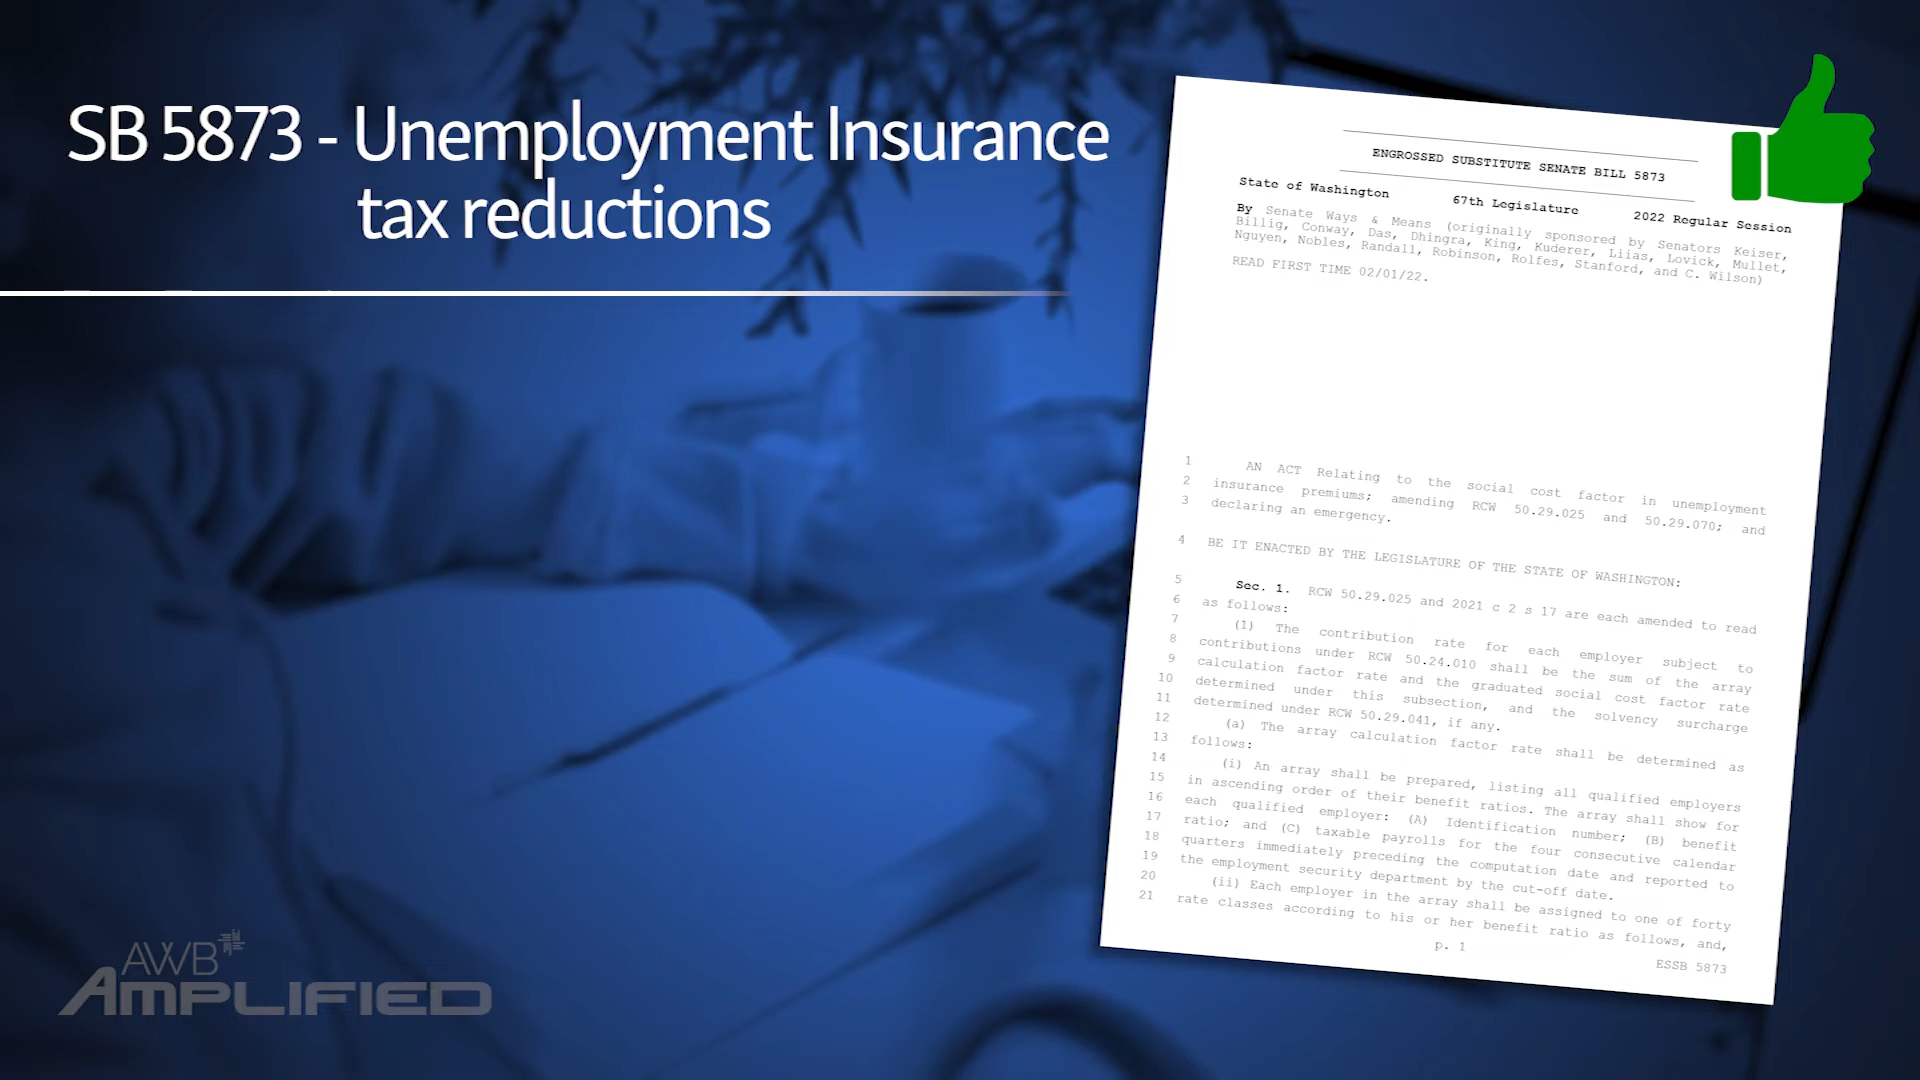 SB 5873 - Unemployment Insurance
tax reductions
ENGROSSED SUBSTITUTE SENATE BILL 5873
State of Washington 67th Legislature 2022 Regular Session
By Senate Ways & Means (originally sponsored by Senators Keiser,
Billig, Conway, Das, Dhingra, King, Kuderer, Liias, Lovick, Mullet,
Nguyen, Nobles, Randall, Robinson, Rolfes, Stanford, and C. Wilson)
READ FIRST TIME 02/01/22.
1 AN ACT Relating to the social cost factor in unemployment
2 insurance premiums; amending RCW 50.29.025 and 50.29.070; and
3 declaring an emergency.
4 BE IT ENACTED BY THE LEGISLATURE OF THE STATE OF WASHINGTON:
5 Sec. 1. RCW 50.29.025 and 2021 c 2 s 17 are each amended to read
6 as follows:
7 (1) The contribution rate for each employer subject to
8 contributions under RCW 50.24.010 shall be the sum of the array
9 calculation factor rate and the graduated social cost factor rate
10 determined under this subsection, and the solvency surcharge
11 determined under RCW 50.29.041, if any.
12 (a) The array calculation factor rate shall be determined as
13 follows:
14 (i) An array shall be prepared, listing all qualified employers
15 in ascending order of their benefit ratios. The array shall show for
16 each qualified employer: (A) Identification number; (B) benefit
17 ratio; and (C) taxable payrolls for the four consecutive calendar
18 quarters immediately preceding the computation date and reported to
19 the employment security department by the cut-off date.
20 (ii) Each employer in the array shall be assigned to one of forty
21 rate classes according to his or her benefit ratio as follows, and,
p. 1
ESSB 5873
AWB
AMPLIFIED